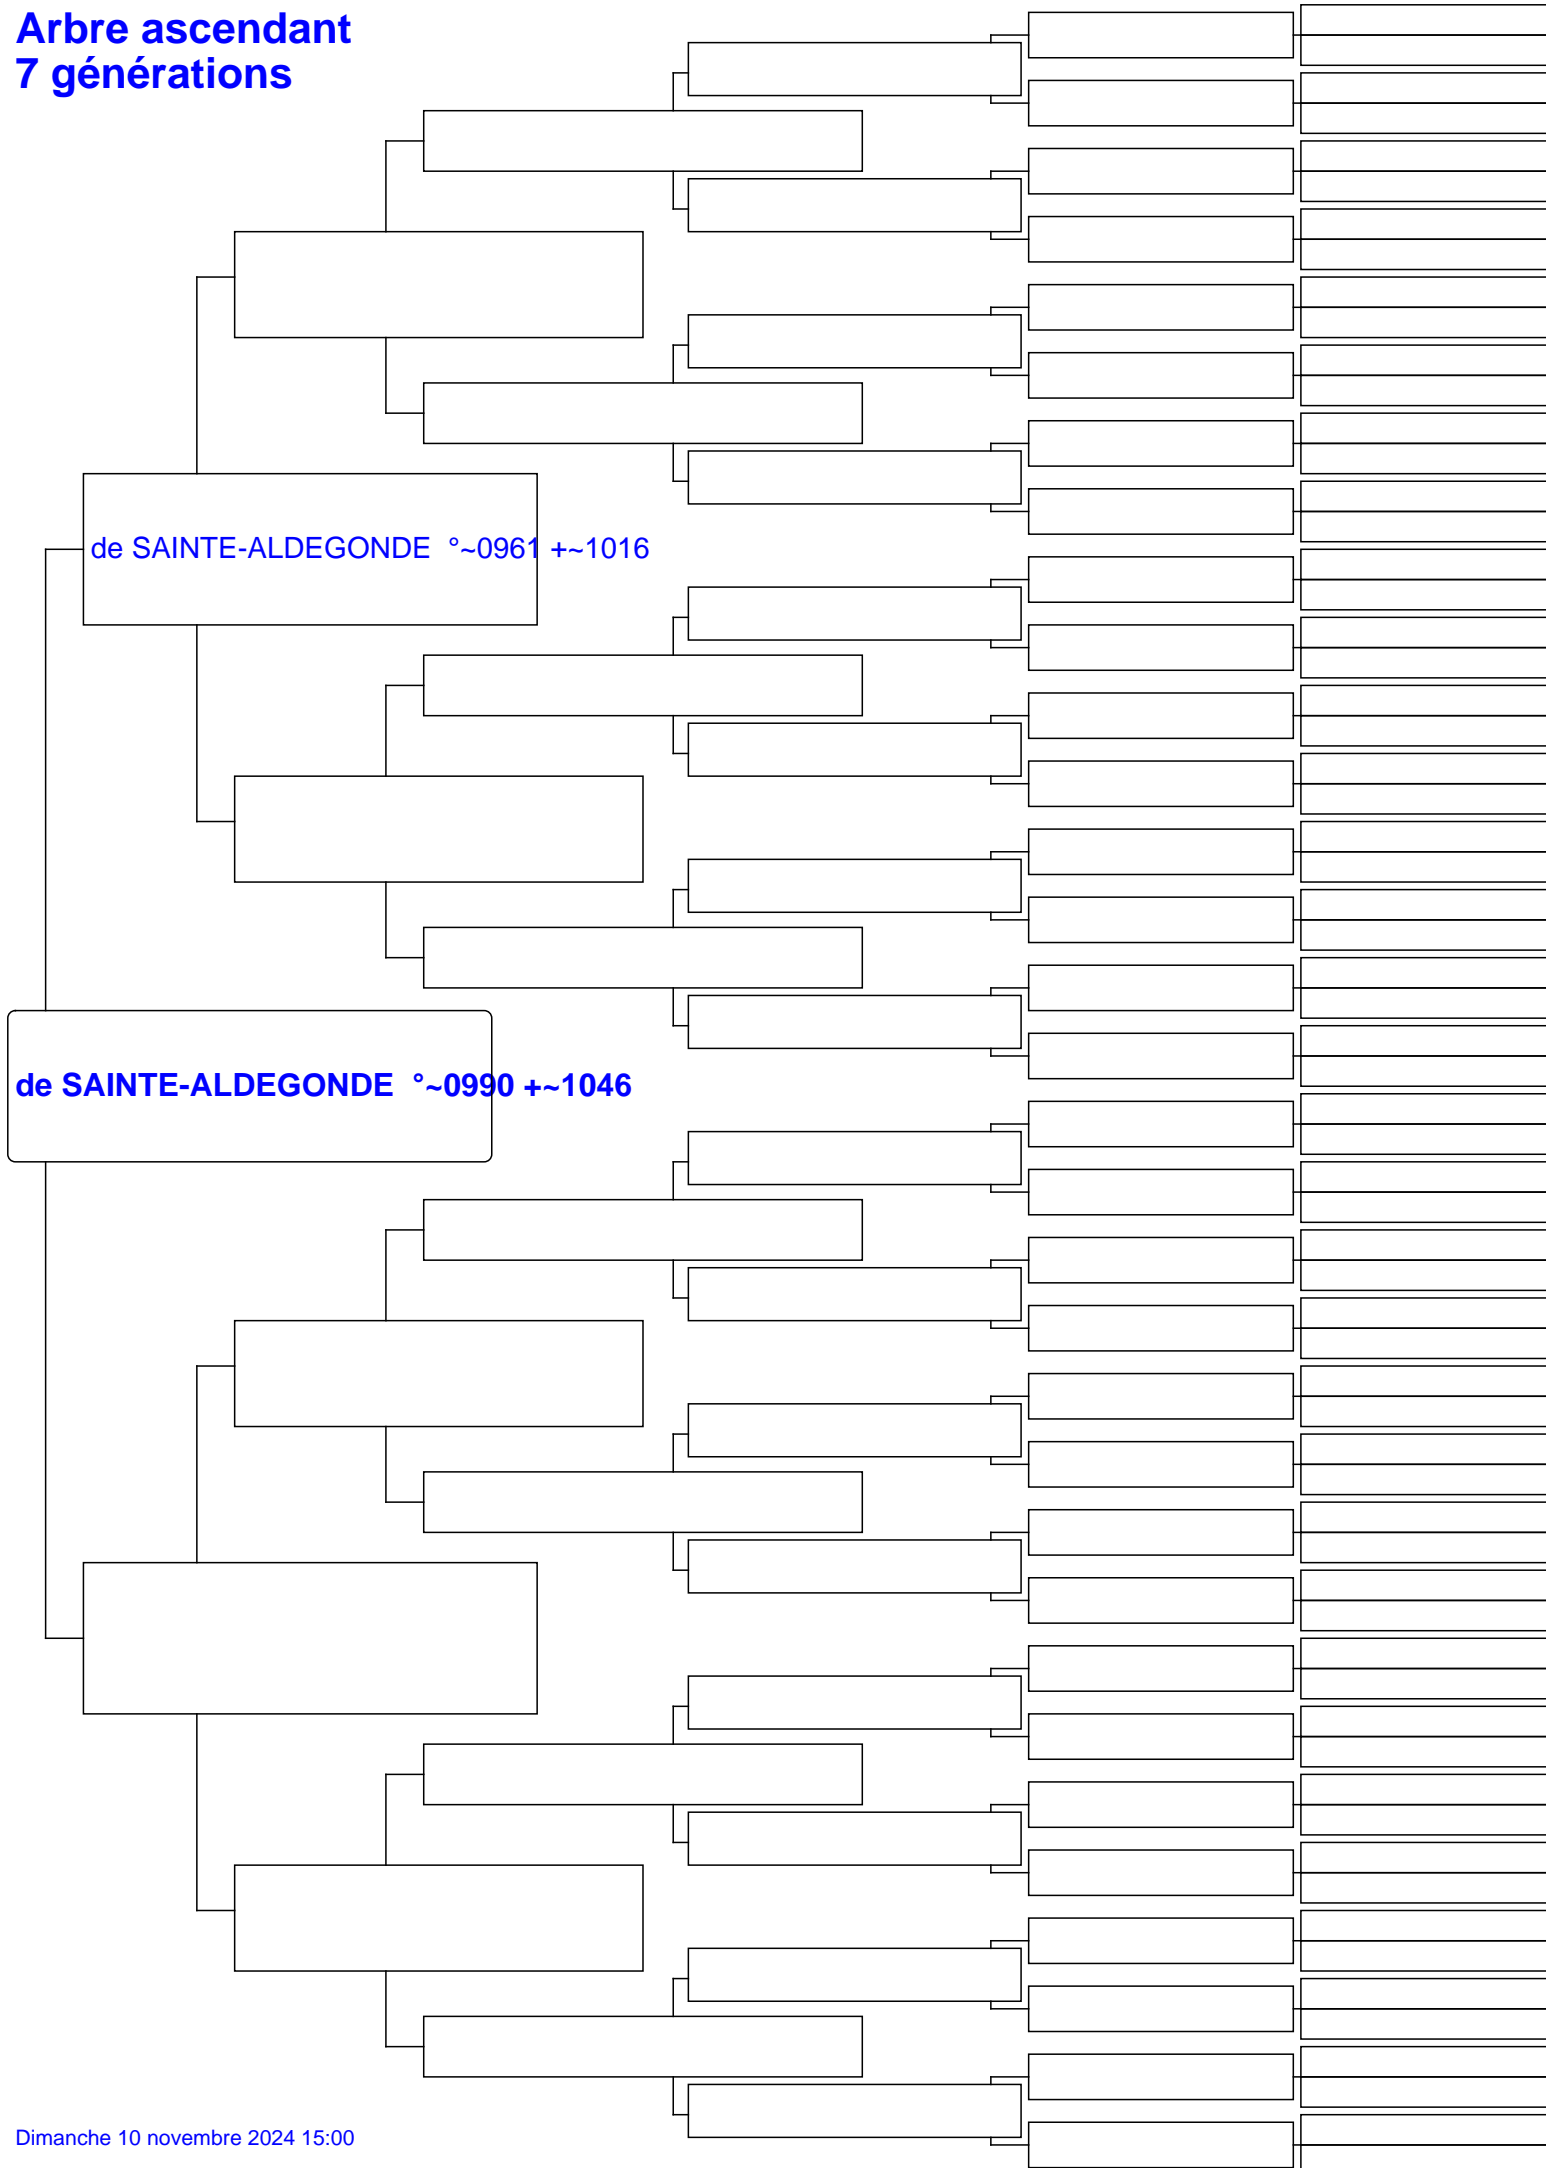 Arbre ascendant
7 générations
de SAINTE-ALDEGONDE °~0961 +~1016
de SAINTE-ALDEGONDE °~0990 +~1046
Dimanche 10 novembre 2024 15:00